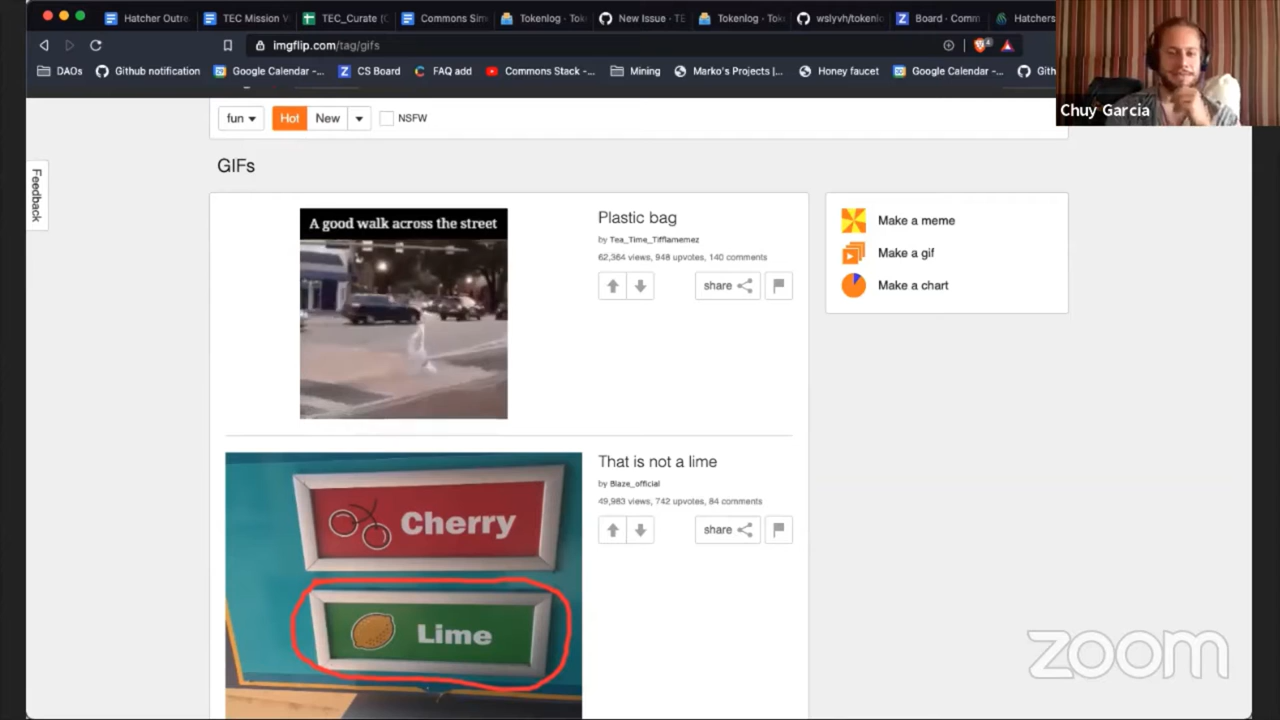 Hatcher Outre
TEC Mission V
TEC_Curate (C
Commons Sim
Tokenlog - Tok
New Issue · TE
Tokenlog - Tok
wslyvh/tokenlo
Board · Comm
Hatchers
imgflip.com/tag/gifs
DAOs
Github notification
Google Calendar -...
CS Board
FAQ add
Commons Stack -...
Mining
Marko's Projects |...
Honey faucet
Google Calendar -...
Gith
Chuy Garcia
fun
Hot
New
NSFW
Feedback
GIFs
A good walk across the street
Plastic bag
by Tea_Time_Tifflamemez
62,364 views, 948 upvotes, 140 comments
share
Make a meme
Make a gif
Make a chart
Cherry
Lime
That is not a lime
by Blaze_official
49,983 views, 742 upvotes, 84 comments
share
zoom